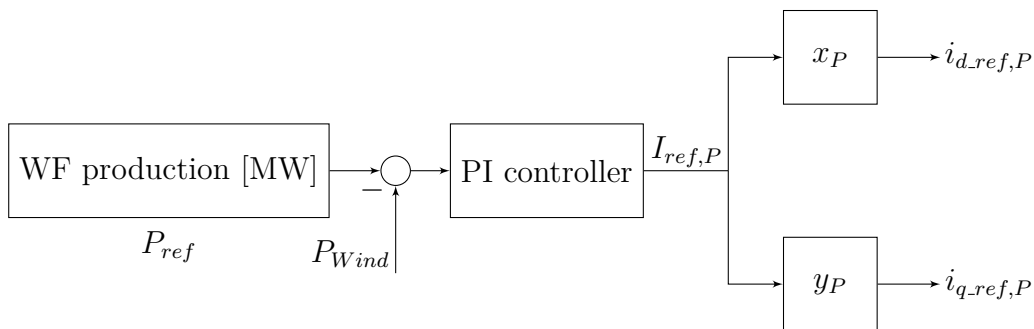 x_P
i_{d_ref,P}
WF production [MW]
−
PI controller
I_{ref,P}
P_{ref}
P_{Wind}
y_P
i_{q_ref,P}